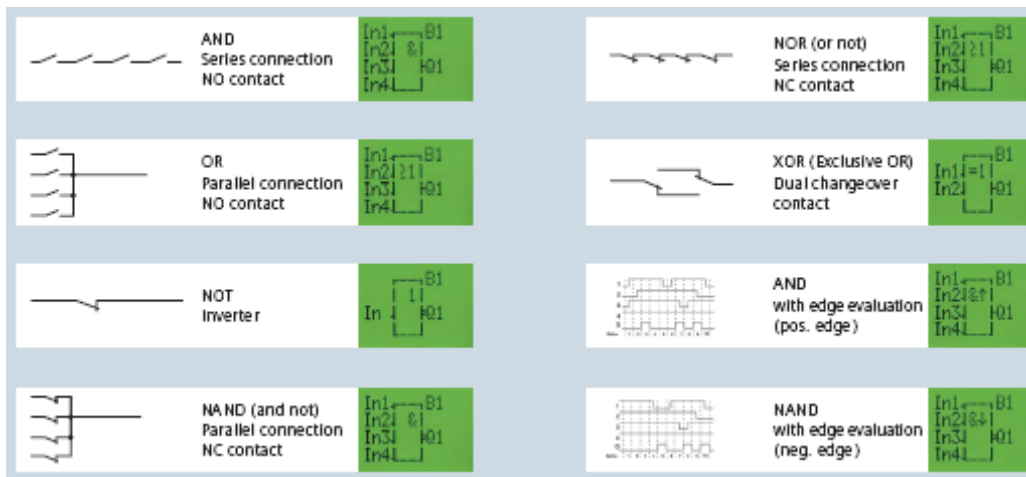 AND
Series connection
NO contact
In1 B1
In2 &
In3 Q1
In4
OR
Parallel connection
NO contact
In1 B1
In2 ≥1
In3 Q1
In4
NOT
Inverter
B1
1
In Q1
NAND (and not)
Parallel connection
NC contact
In1 B1
In2 &
In3 Q1
In4
NOR (or not)
Series connection
NC contact
In1 B1
In2 ≥1
In3 Q1
In4
XOR (Exclusive OR)
Dual changeover
contact
B1
In1 =1
In2 Q1
AND
with edge evaluation
(pos. edge)
In1 B1
In2 &↑
In3 Q1
In4
NAND
with edge evaluation
(neg. edge)
In1 B1
In2 &↓
In3 Q1
In4